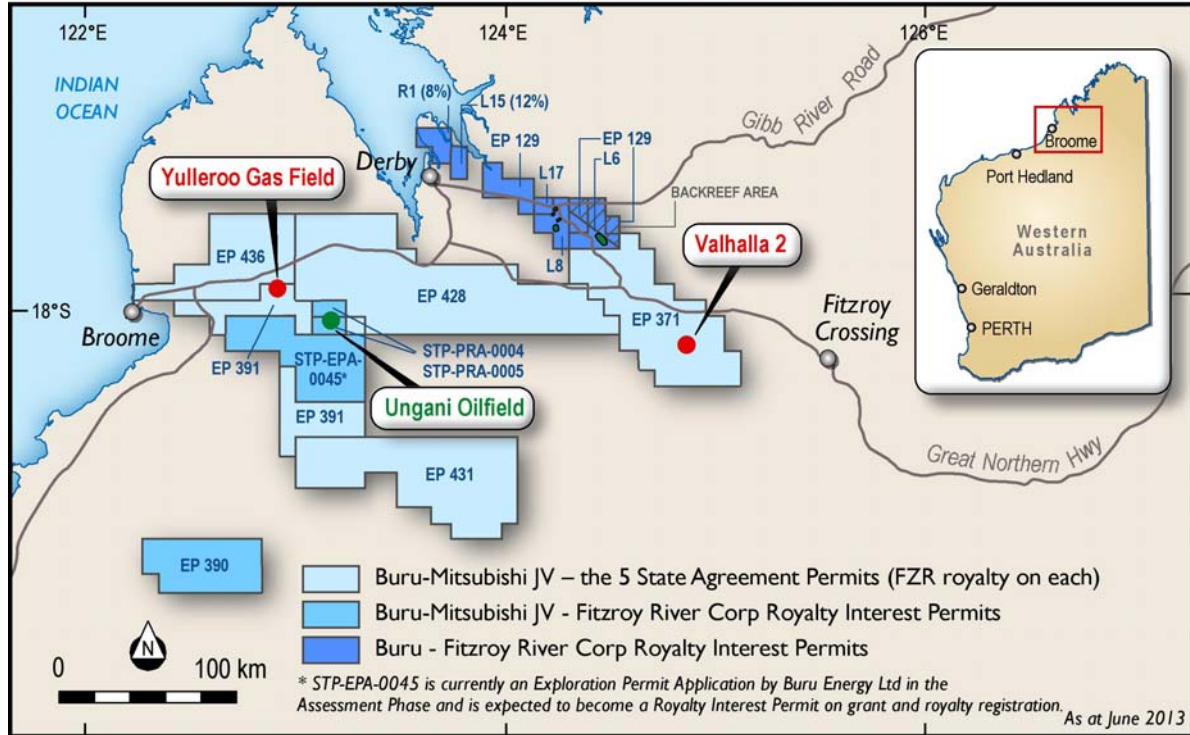 122°E
124°E
126°E
INDIAN
OCEAN
R1 (8%)
L15 (12%)
EP 129
EP 129
L6
L17
BACKREEF AREA
L8
Gibb River Road
Derby
Yulleroo Gas Field
Valhalla 2
EP 436
EP 428
EP 371
18°S
Broome
Fitzroy
Crossing
EP 391
STP-EPA-
0045*
STP-PRA-0004
STP-PRA-0005
Ungani Oilfield
EP 391
EP 431
Great Northern Hwy
EP 390
Broome
Port Hedland
Western
Australia
Geraldton
PERTH
Buru-Mitsubishi JV – the 5 State Agreement Permits (FZR royalty on each)
Buru-Mitsubishi JV - Fitzroy River Corp Royalty Interest Permits
Buru - Fitzroy River Corp Royalty Interest Permits
N
0 100 km
* STP-EPA-0045 is currently an Exploration Permit Application by Buru Energy Ltd in the
Assessment Phase and is expected to become a Royalty Interest Permit on grant and royalty registration.
As at June 2013